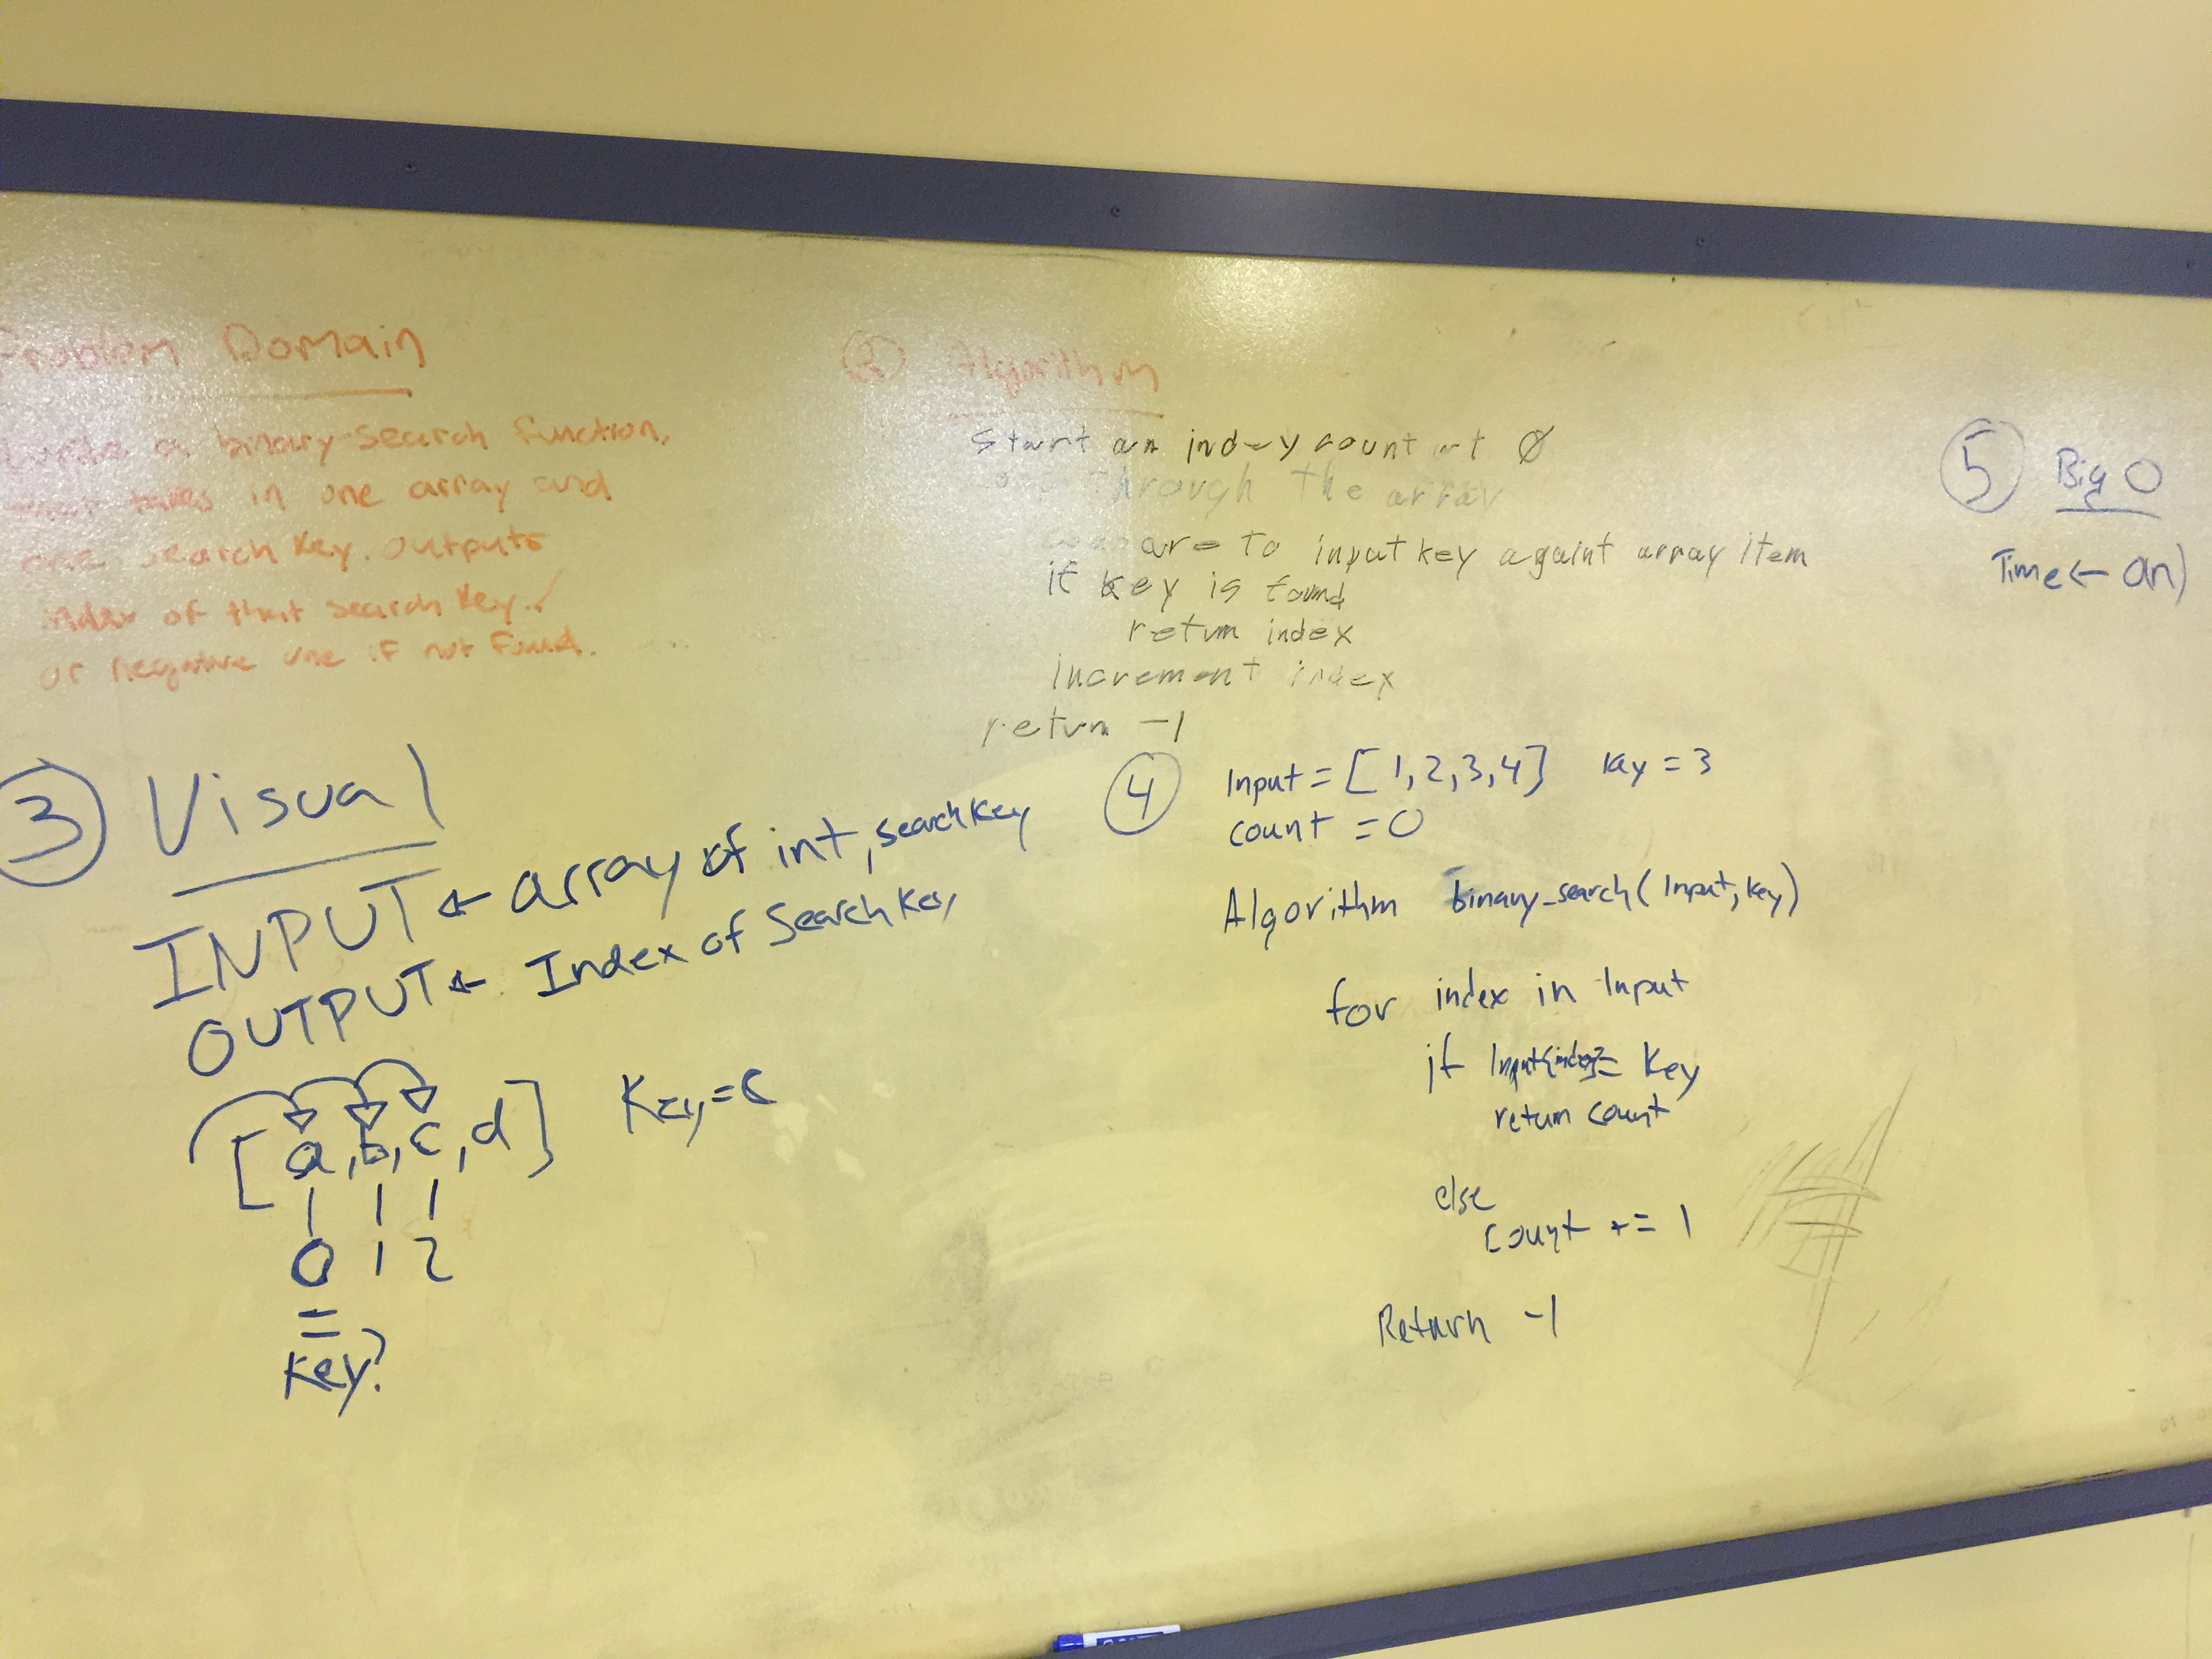 Problem Domain
write a binary-search function,
that takes in one array and
one search key. outputs
index of that search key
or negative one if not found.
② Algorithm
Start an index count at 0
through the array
compare to input key againt array item
if key is found
return index
increment index
return -1
③ Visual
INPUT ← array of int, searchkey
OUTPUT ← Index of Search Key
[a, b, c, d] Key=c
0 1 2
=
Key?
④ Input = [1,2,3,4] Key = 3
count = 0
Algorithm binary_search(Input, key)
for index in Input
if Input[index]= key
return count
else
count += 1
Return -1
⑤ Big O
Time ← O(n)